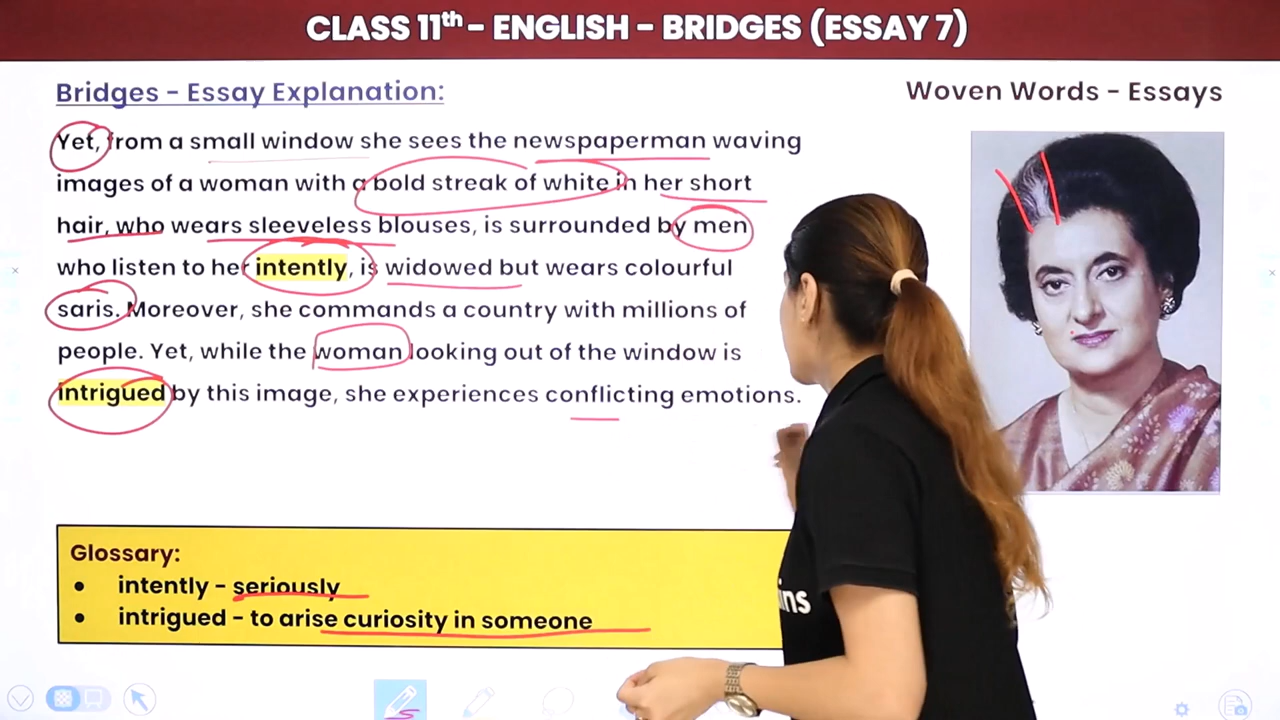 CLASS 11th - ENGLISH - BRIDGES (ESSAY 7)
Bridges - Essay Explanation:
Woven Words - Essays
Yet, from a small window she sees the newspaperman waving
images of a woman with a bold streak of white in her short
hair, who wears sleeveless blouses, is surrounded by men
who listen to her intently, is widowed but wears colourful
saris. Moreover, she commands a country with millions of
people. Yet, while the woman looking out of the window is
intrigued by this image, she experiences conflicting emotions.
Glossary:
• intently - seriously
• intrigued - to arise curiosity in someone